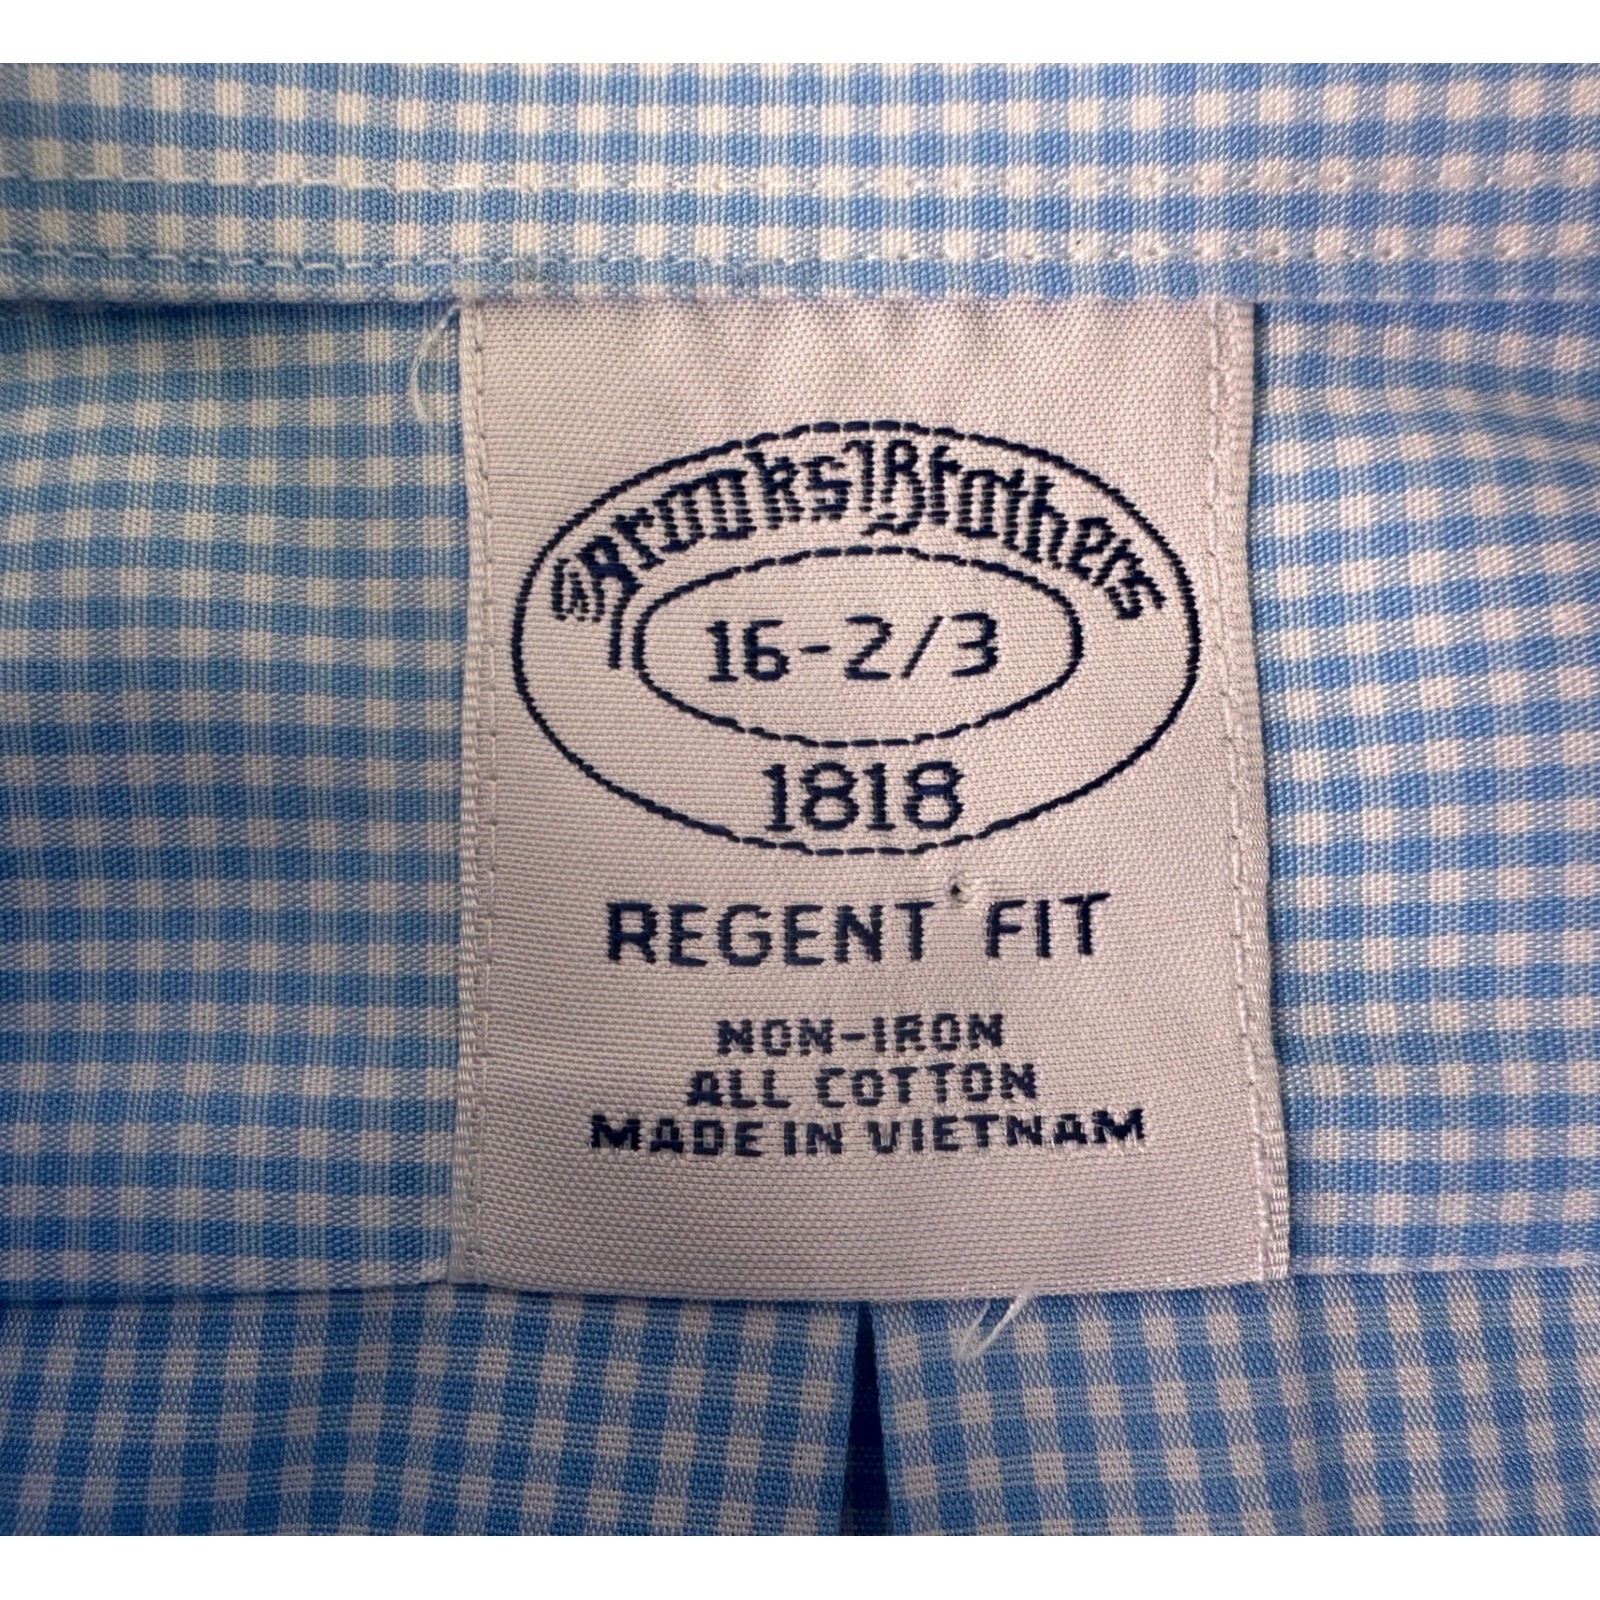 Brooks Brothers
16-2/3
1818
REGENT FIT
NON-IRON
ALL COTTON
MADE IN VIETNAM